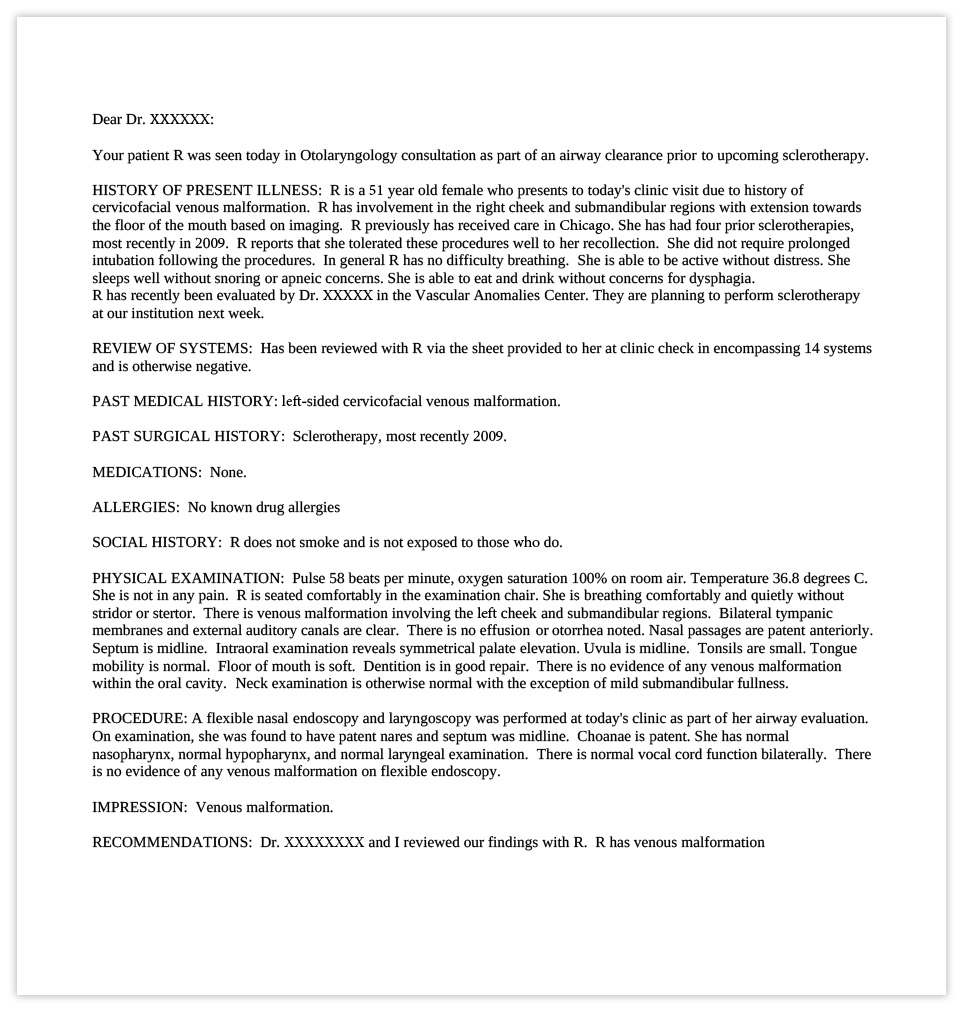 Dear Dr. XXXXXX:
Your patient R was seen today in Otolaryngology consultation as part of an airway clearance prior to upcoming sclerotherapy.
HISTORY OF PRESENT ILLNESS:  R is a 51 year old female who presents to today's clinic visit due to history of
cervicofacial venous malformation.  R has involvement in the right cheek and submandibular regions with extension towards
the floor of the mouth based on imaging.  R previously has received care in Chicago. She has had four prior sclerotherapies,
most recently in 2009.  R reports that she tolerated these procedures well to her recollection.  She did not require prolonged
intubation following the procedures.  In general R has no difficulty breathing.  She is able to be active without distress. She
sleeps well without snoring or apneic concerns. She is able to eat and drink without concerns for dysphagia.
R has recently been evaluated by Dr. XXXXX in the Vascular Anomalies Center. They are planning to perform sclerotherapy
at our institution next week.
REVIEW OF SYSTEMS:  Has been reviewed with R via the sheet provided to her at clinic check in encompassing 14 systems
and is otherwise negative.
PAST MEDICAL HISTORY: left-sided cervicofacial venous malformation.
PAST SURGICAL HISTORY:  Sclerotherapy, most recently 2009.
MEDICATIONS:  None.
ALLERGIES:  No known drug allergies
SOCIAL HISTORY:  R does not smoke and is not exposed to those who do.
PHYSICAL EXAMINATION:  Pulse 58 beats per minute, oxygen saturation 100% on room air. Temperature 36.8 degrees C.
She is not in any pain.  R is seated comfortably in the examination chair. She is breathing comfortably and quietly without
stridor or stertor.  There is venous malformation involving the left cheek and submandibular regions.  Bilateral tympanic
membranes and external auditory canals are clear.  There is no effusion or otorrhea noted. Nasal passages are patent anteriorly.
Septum is midline.  Intraoral examination reveals symmetrical palate elevation. Uvula is midline.  Tonsils are small. Tongue
mobility is normal.  Floor of mouth is soft.  Dentition is in good repair.  There is no evidence of any venous malformation
within the oral cavity.  Neck examination is otherwise normal with the exception of mild submandibular fullness.
PROCEDURE: A flexible nasal endoscopy and laryngoscopy was performed at today's clinic as part of her airway evaluation.
On examination, she was found to have patent nares and septum was midline.  Choanae is patent. She has normal
nasopharynx, normal hypopharynx, and normal laryngeal examination.  There is normal vocal cord function bilaterally.  There
is no evidence of any venous malformation on flexible endoscopy.
IMPRESSION:  Venous malformation.
RECOMMENDATIONS:  Dr. XXXXXXXX and I reviewed our findings with R.  R has venous malformation